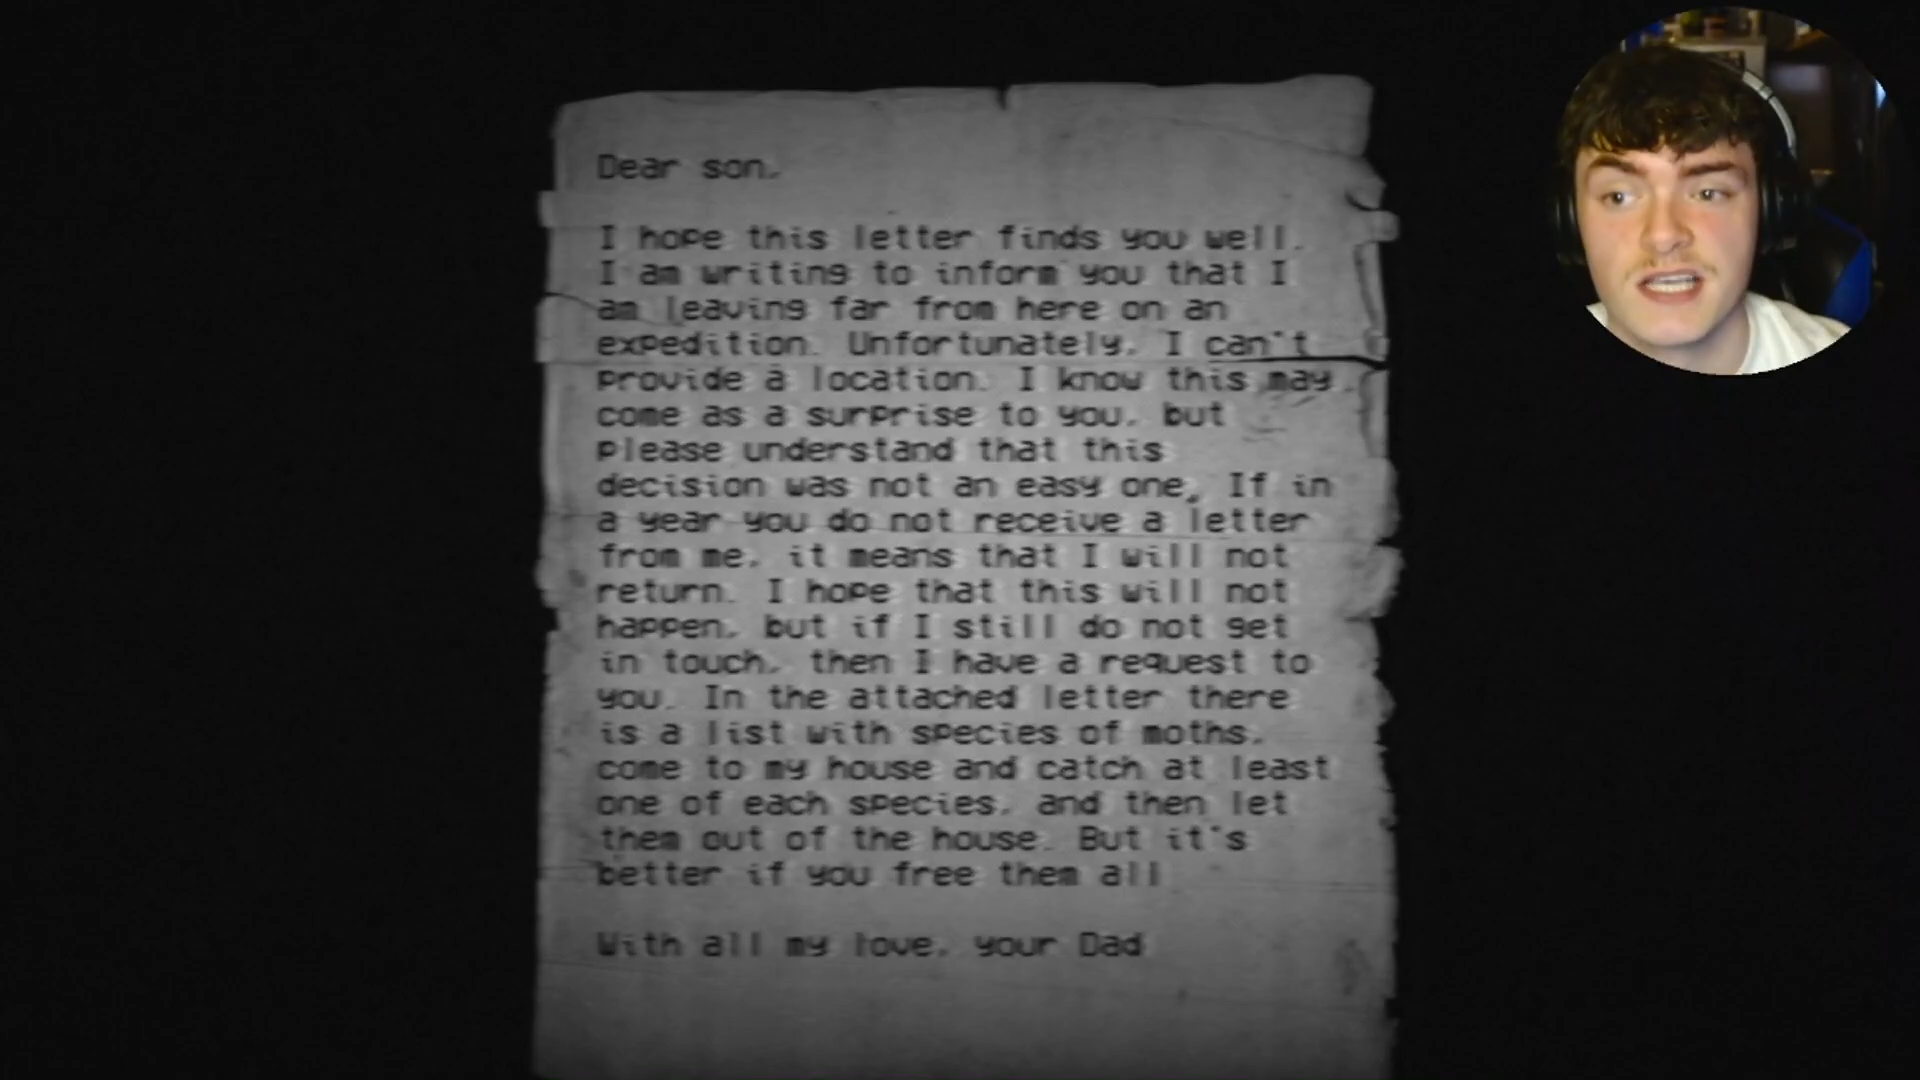 Dear son,
I hope this letter finds you well.
I am writing to inform you that I
am leaving far from here on an
expedition. Unfortunately, I can't
provide a location. I know this may
come as a surprise to you, but
please understand that this
decision was not an easy one, If in
a year you do not receive a letter
from me, it means that I will not
return. I hope that this will not
happen, but if I still do not get
in touch, then I have a request to
you. In the attached letter there
is a list with species of moths,
come to my house and catch at least
one of each species, and then let
them out of the house. But it's
better if you free them all
With all my love, your Dad